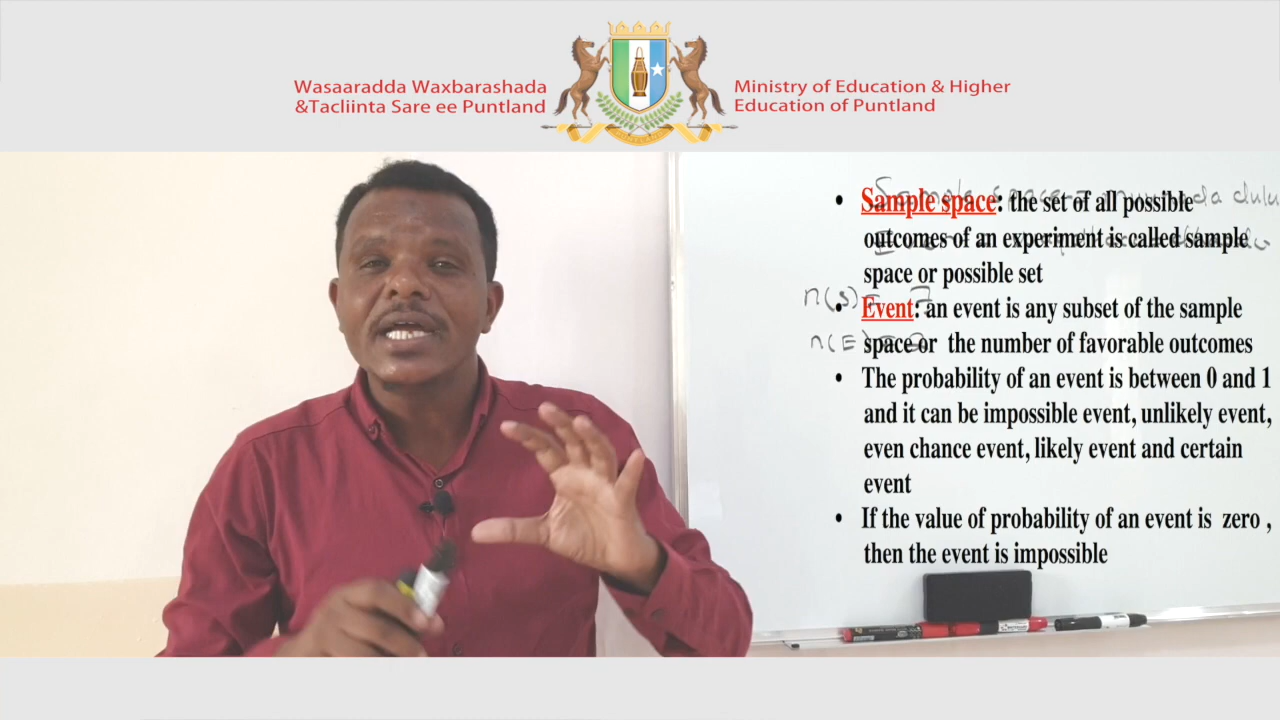 Wasaaradda Waxbarashada
&Tacliinta Sare ee Puntland
Ministry of Education & Higher
Education of Puntland
• Sample space: the set of all possible
outcomes of an experiment is called sample
space or possible set
• Event: an event is any subset of the sample
space or the number of favorable outcomes
• The probability of an event is between 0 and 1
and it can be impossible event, unlikely event,
even chance event, likely event and certain
event
• If the value of probability of an event is zero ,
then the event is impossible
Sample space
n(S) = 7
n(E) =